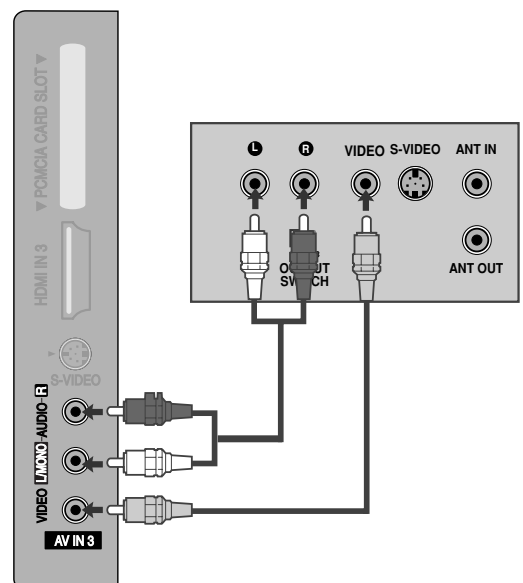 ▼ PCMCIA CARD SLOT ▼
HDMI IN 3
S-VIDEO
VIDEO L/MONO-AUDIO-R
AV IN 3
L
R
VIDEO
S-VIDEO
ANT IN
ANT OUT
SWITCH